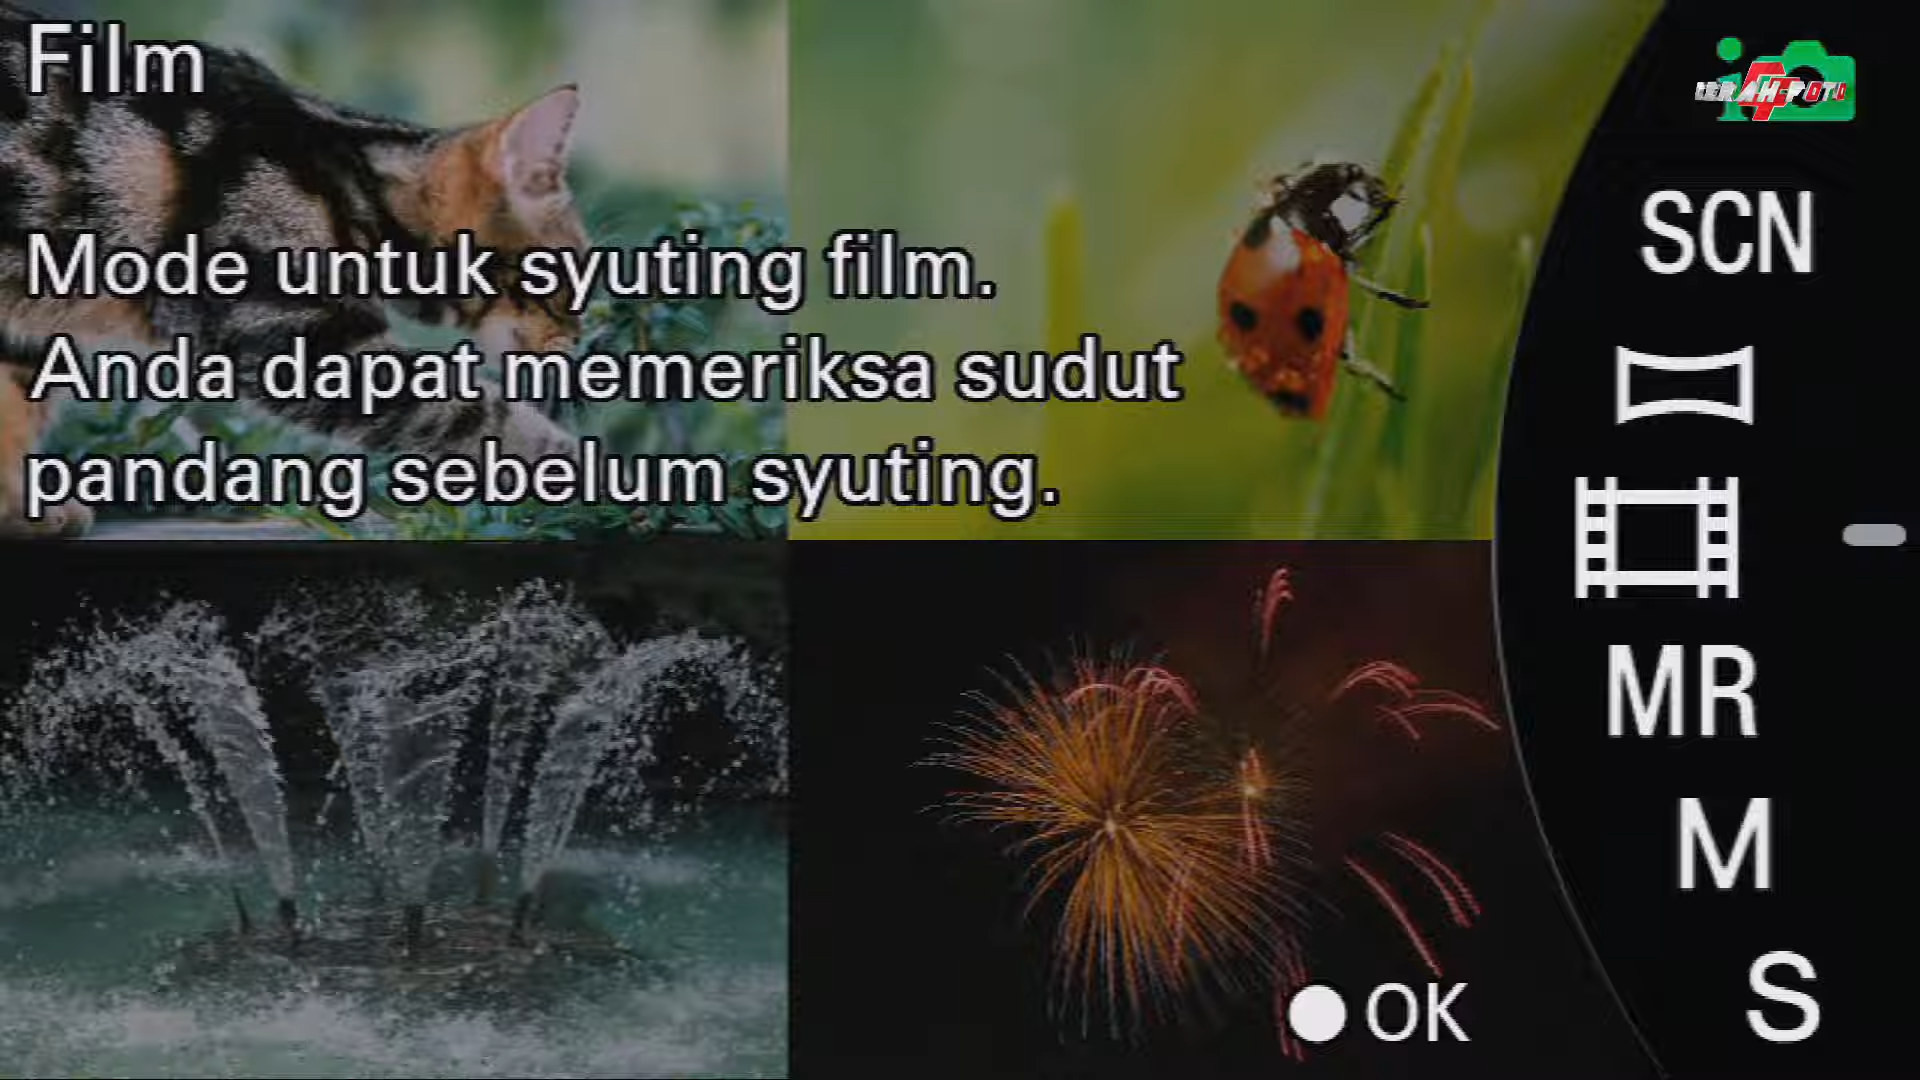 Film
Mode untuk syuting film.
Anda dapat memeriksa sudut
pandang sebelum syuting.
SCN
MR
M
S
OK